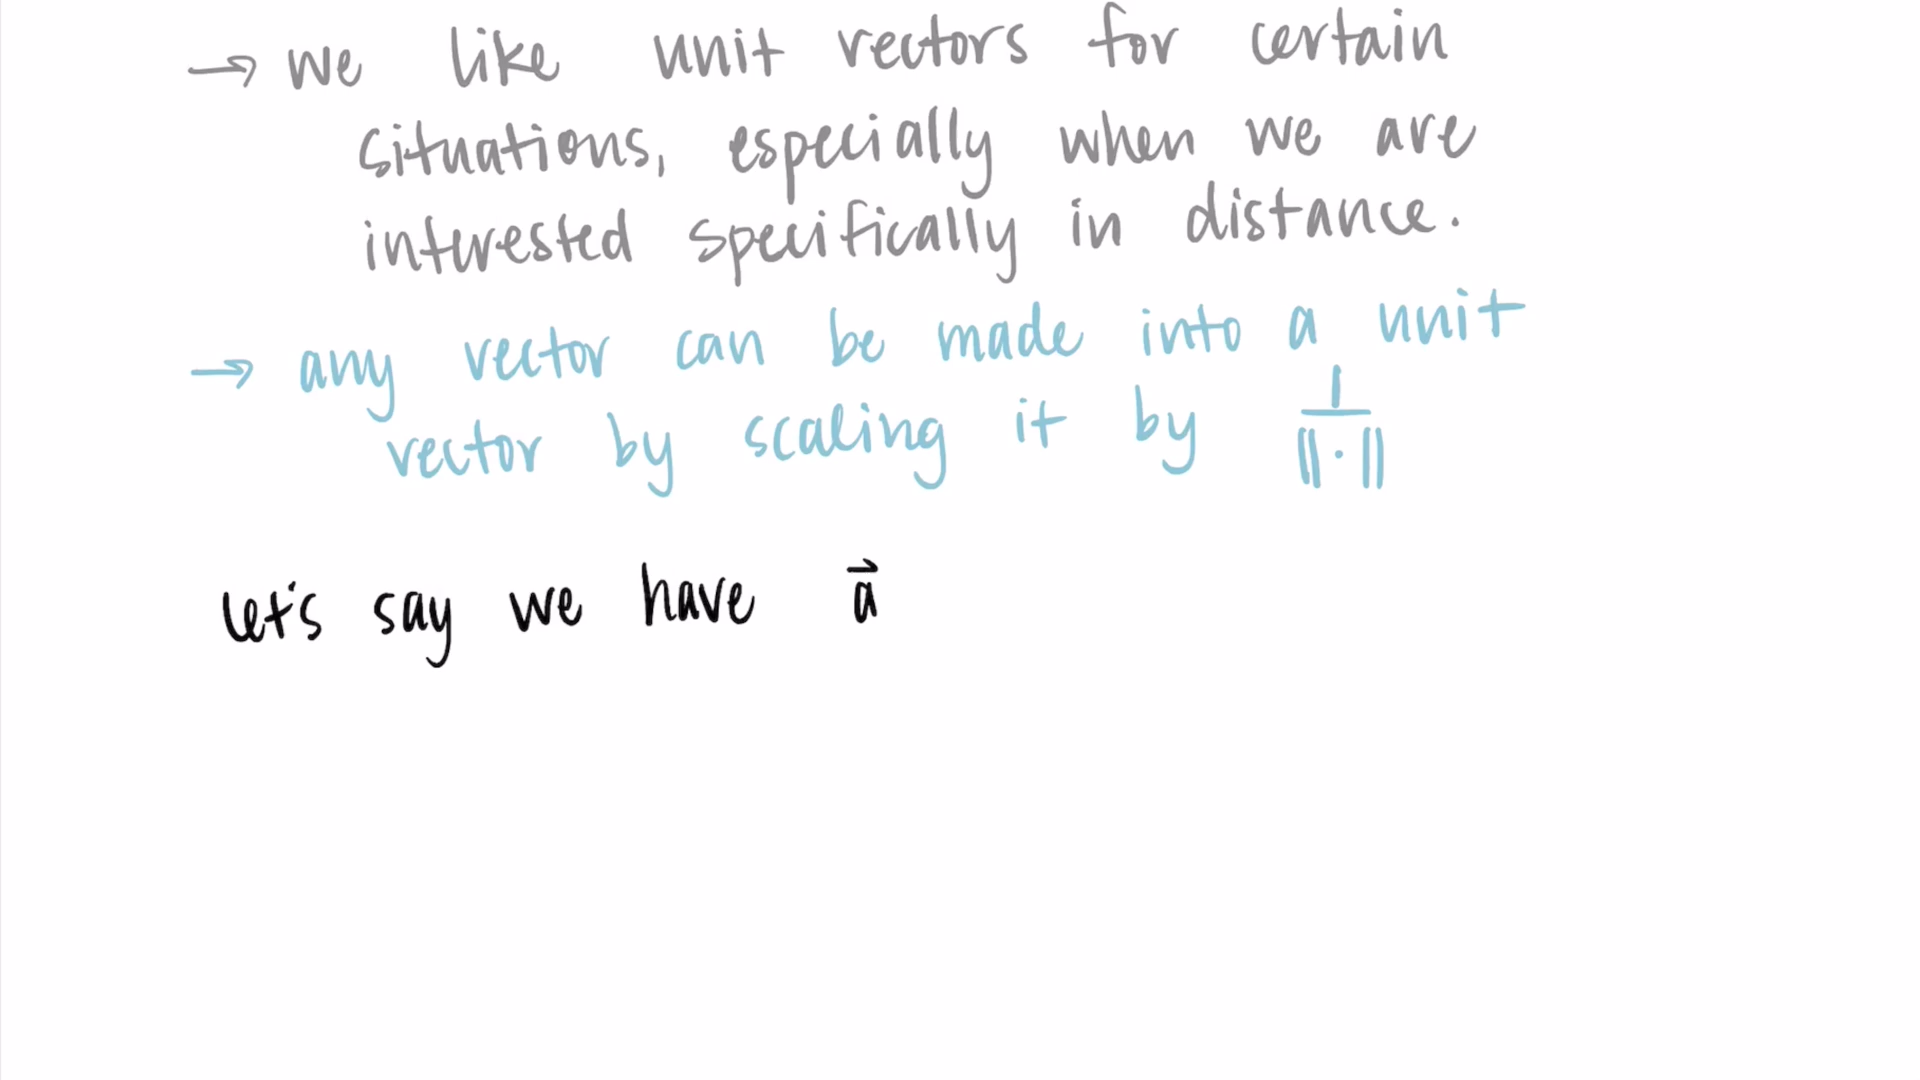 → we like unit vectors for certain
situations, especially when we are
interested specifically in distance.
→ any vector can be made into a unit
vector by scaling it by 1/||·||
let's say we have a⃗